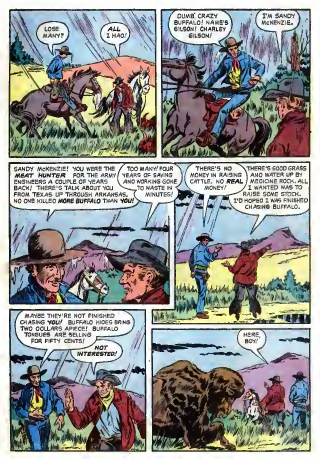 LOSE
MANY?
ALL
I HAD!
DUMB, CRAZY
BUFFALO! NAME'S
GILSON! CHARLEY
GILSON!
I'M SANDY
McKENZIE.
SANDY McKENZIE! YOU WERE THE
MEAT HUNTER FOR THE ARMY
ENGINEERS A COUPLE OF YEARS
BACK! THERE'S TALK ABOUT YOU
FROM TEXAS UP THROUGH ARKANSAS.
NO ONE KILLED MORE BUFFALO THAN YOU!
TOO MANY! FOUR
YEARS OF SAVING
AND WORKING GONE
TO WASTE IN
MINUTES!
THERE'S NO
MONEY IN RAISING
CATTLE, NO REAL
MONEY!
THERE'S GOOD GRASS
AND WATER UP BY
MEDICINE ROCK. ALL
I WANTED WAS TO
RAISE SOME STOCK.
I'D HOPED I WAS FINISHED
CHASING BUFFALO.
MAYBE THEY'RE NOT FINISHED
CHASING YOU! BUFFALO HIDES BRING
TWO DOLLARS APIECE! BUFFALO
TONGUES ARE SELLING
FOR FIFTY CENTS!
NOT
INTERESTED!
HERE,
BOY!